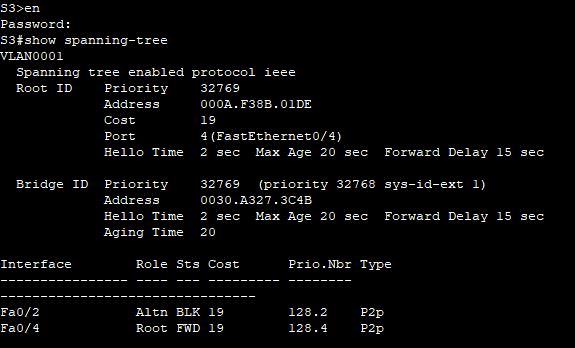 S3>en
Password:
S3#show spanning-tree
VLAN0001
  Spanning tree enabled protocol ieee
  Root ID    Priority    32769
             Address     000A.F38B.01DE
             Cost        19
             Port        4(FastEthernet0/4)
             Hello Time  2 sec  Max Age 20 sec  Forward Delay 15 sec

  Bridge ID  Priority    32769  (priority 32768 sys-id-ext 1)
             Address     0030.A327.3C4B
             Hello Time  2 sec  Max Age 20 sec  Forward Delay 15 sec
             Aging Time  20

Interface        Role Sts Cost      Prio.Nbr Type
---------------- ---- --- --------- --------
--------------------------------
Fa0/2            Altn BLK 19        128.2    P2p
Fa0/4            Root FWD 19        128.4    P2p